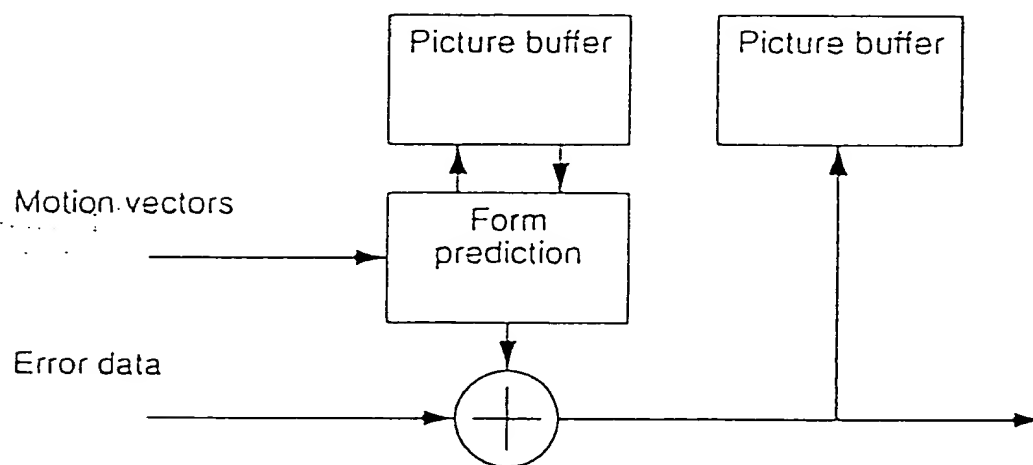 Picture buffer
Picture buffer
Motion vectors
Form
prediction
Error data